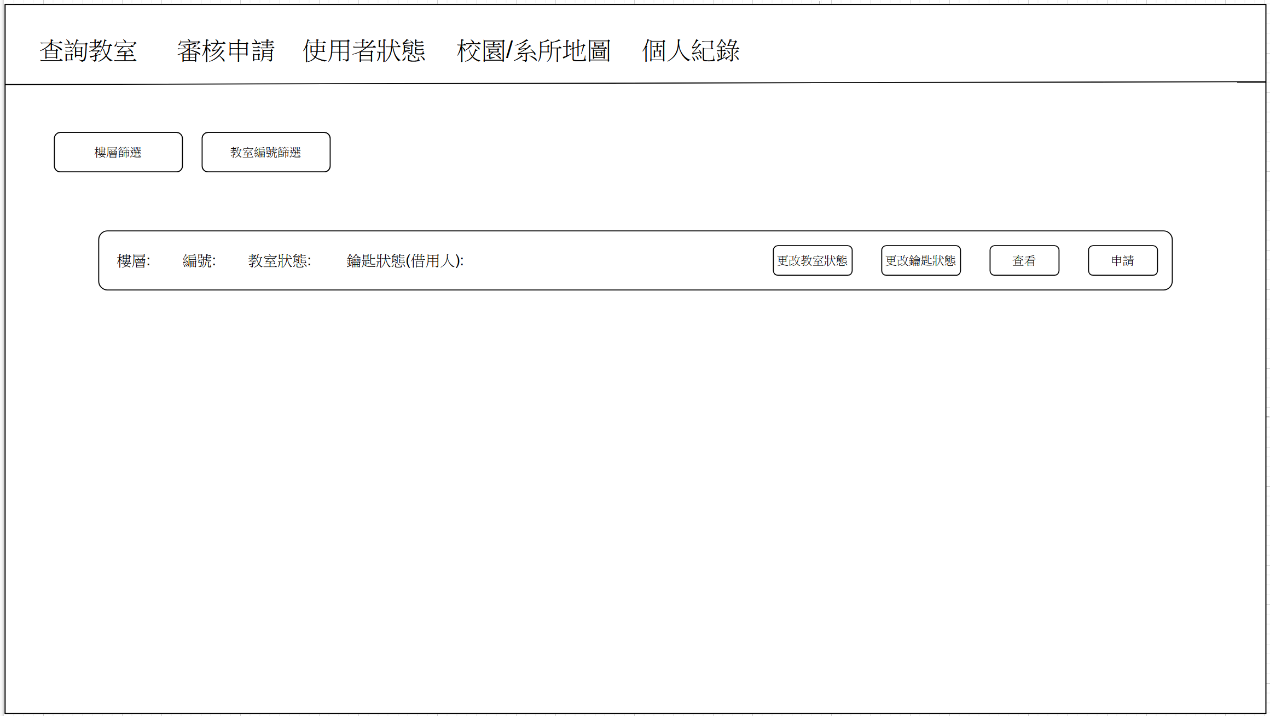 查詢教室 審核申請 使用者狀態 校園/系所地圖 個人紀錄
樓層篩選 教室編號篩選
樓層: 編號: 教室狀態: 鑰匙狀態(借用人): 更改教室狀態 更改鑰匙狀態 查看 申請